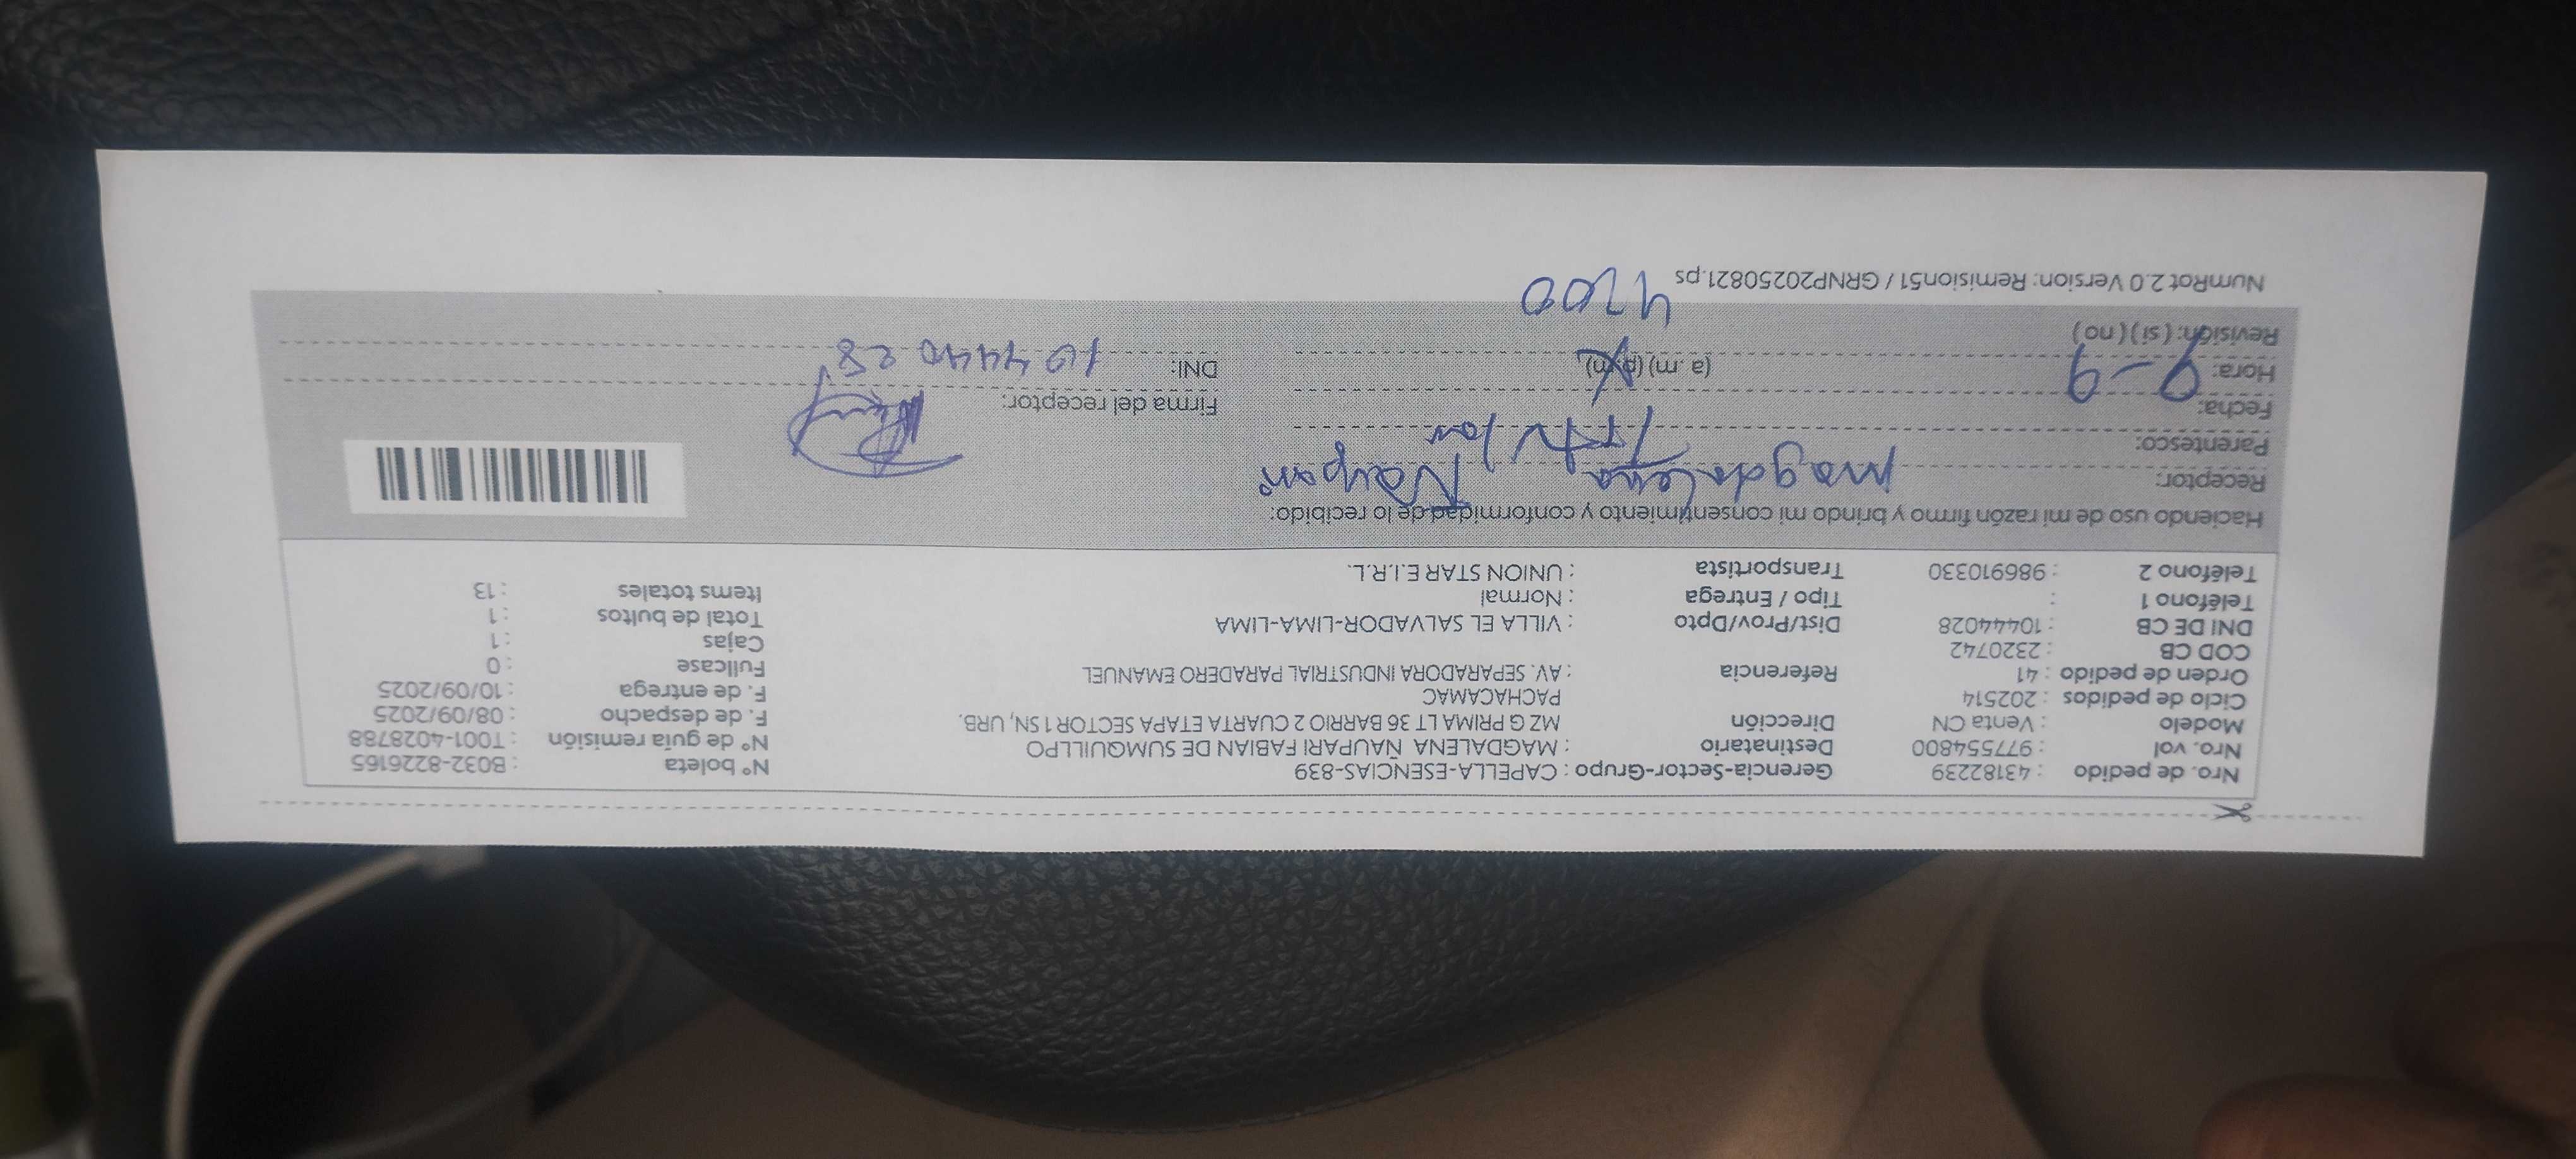 Nro. de pedido : 43182239 Gerencia-Sector-Grupo : CAPELLA-ESENCIAS-839 N° boleta : B032-8226165
Nro. vol : 977554800 Destinatario : MAGDALENA ÑAUPARI FABIAN DE SUMQUILLPO N° de guía remisión : T001-4028788
Modelo : Venta CN Dirección MZ G PRIMA LT 36 BARRIO 2 CUARTA ETAPA SECTOR 1 SN, URB. F. de despacho : 08/09/2025
Ciclo de pedidos : 202514 PACHACAMAC F. de entrega : 10/09/2025
Orden de pedido : 41 Referencia : AV. SEPARADORA INDUSTRIAL PARADERO EMANUEL Fullcase : 0
COD CB : 2320742 Cajas : 1
DNI DE CB : 10444028 Dist/Prov/Dpto : VILLA EL SALVADOR-LIMA-LIMA Total de bultos : 1
Teléfono 1 : Tipo / Entrega : Normal Items totales : 13
Teléfono 2 : 986910330 Transportista : UNION STAR E.I.R.L.
Haciendo uso de mi razón firmo y brindo mi consentimiento y conformidad de lo recibido:
Receptor: magdalena Ñaupari
Parentesco:
Fecha: 9-9 Firma del receptor:
Hora: (a .m) (p.m) DNI:
Revisión: ( si ) ( no ) 4200
NumRot 2.0 Version: Remision51 / GRNP20250821.ps